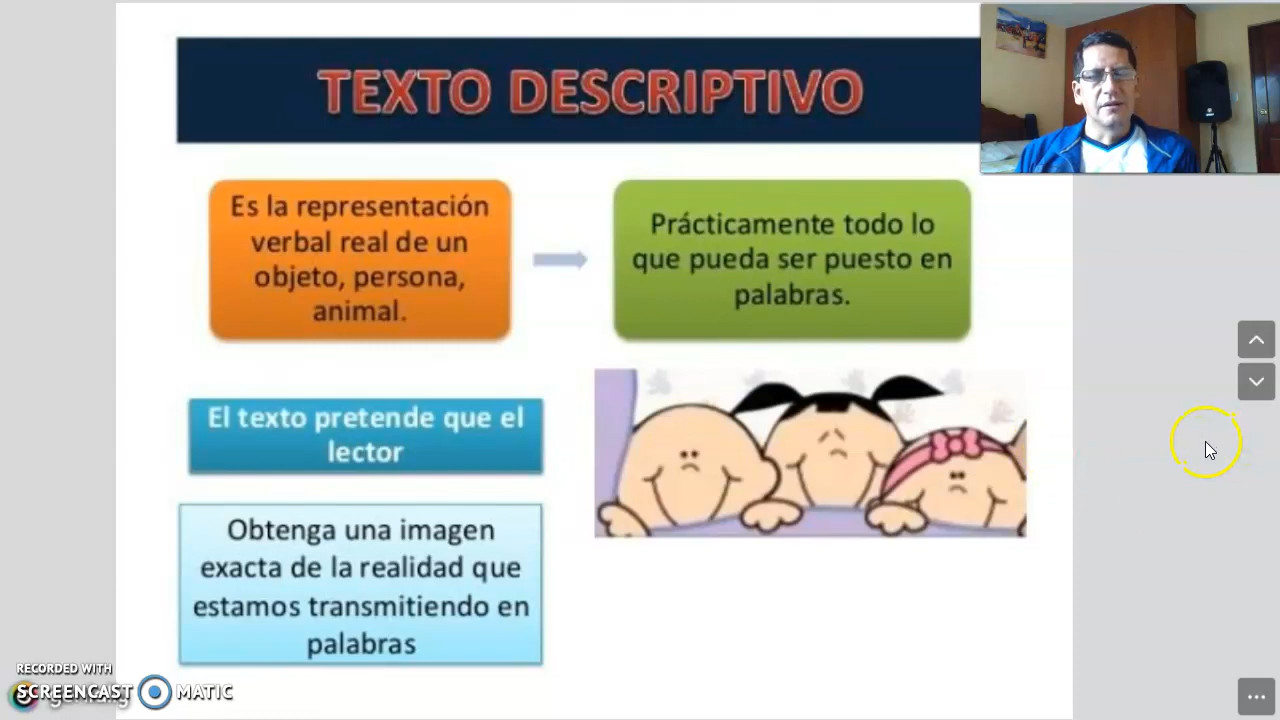 TEXTO DESCRIPTIVO
Es la representación
verbal real de un
objeto, persona,
animal.
Prácticamente todo lo
que pueda ser puesto en
palabras.
El texto pretende que el
lector
Obtenga una imagen
exacta de la realidad que
estamos transmitiendo en
palabras
RECORDED WITH
SCREENCAST MATIC